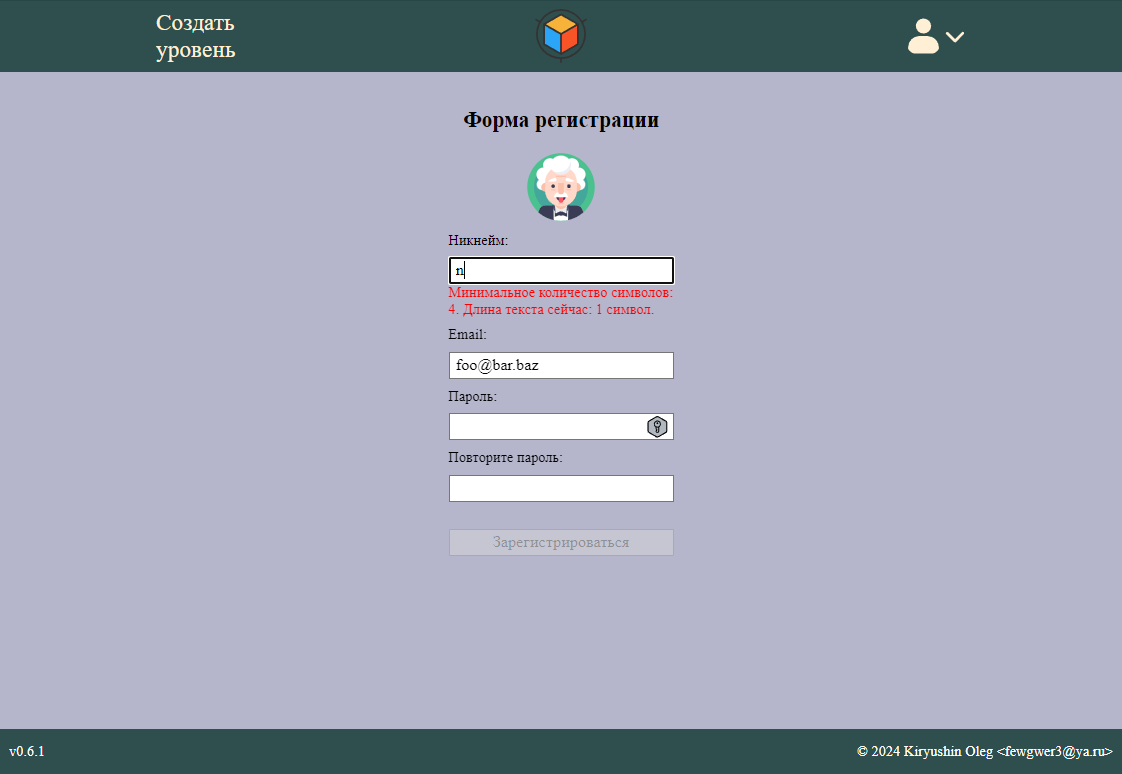 Создать
уровень
Форма регистрации
Никнейм:
n
Минимальное количество символов:
4. Длина текста сейчас: 1 символ.
Email:
foo@bar.baz
Пароль:
Повторите пароль:
Зарегистрироваться
v0.6.1
© 2024 Kiryushin Oleg <fewgwer3@ya.ru>